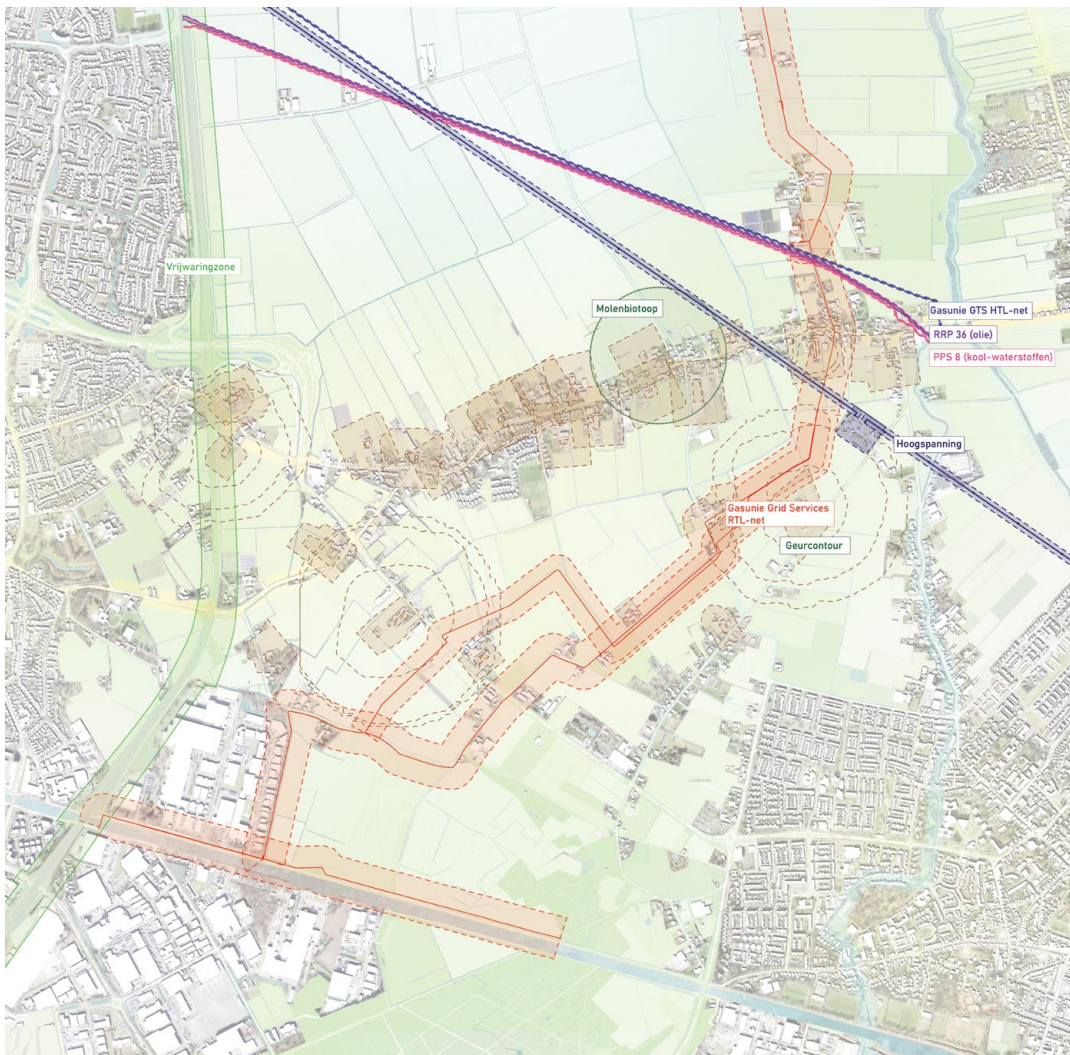 Vrijwaringzone
Molenbiotoop
Gasunie GTS HTL-net
RRP 36 (olie)
PPS 8 (kool-waterstoffen)
Hoogspanning
Gasunie Grid Services
RTL-net
Geurcontour